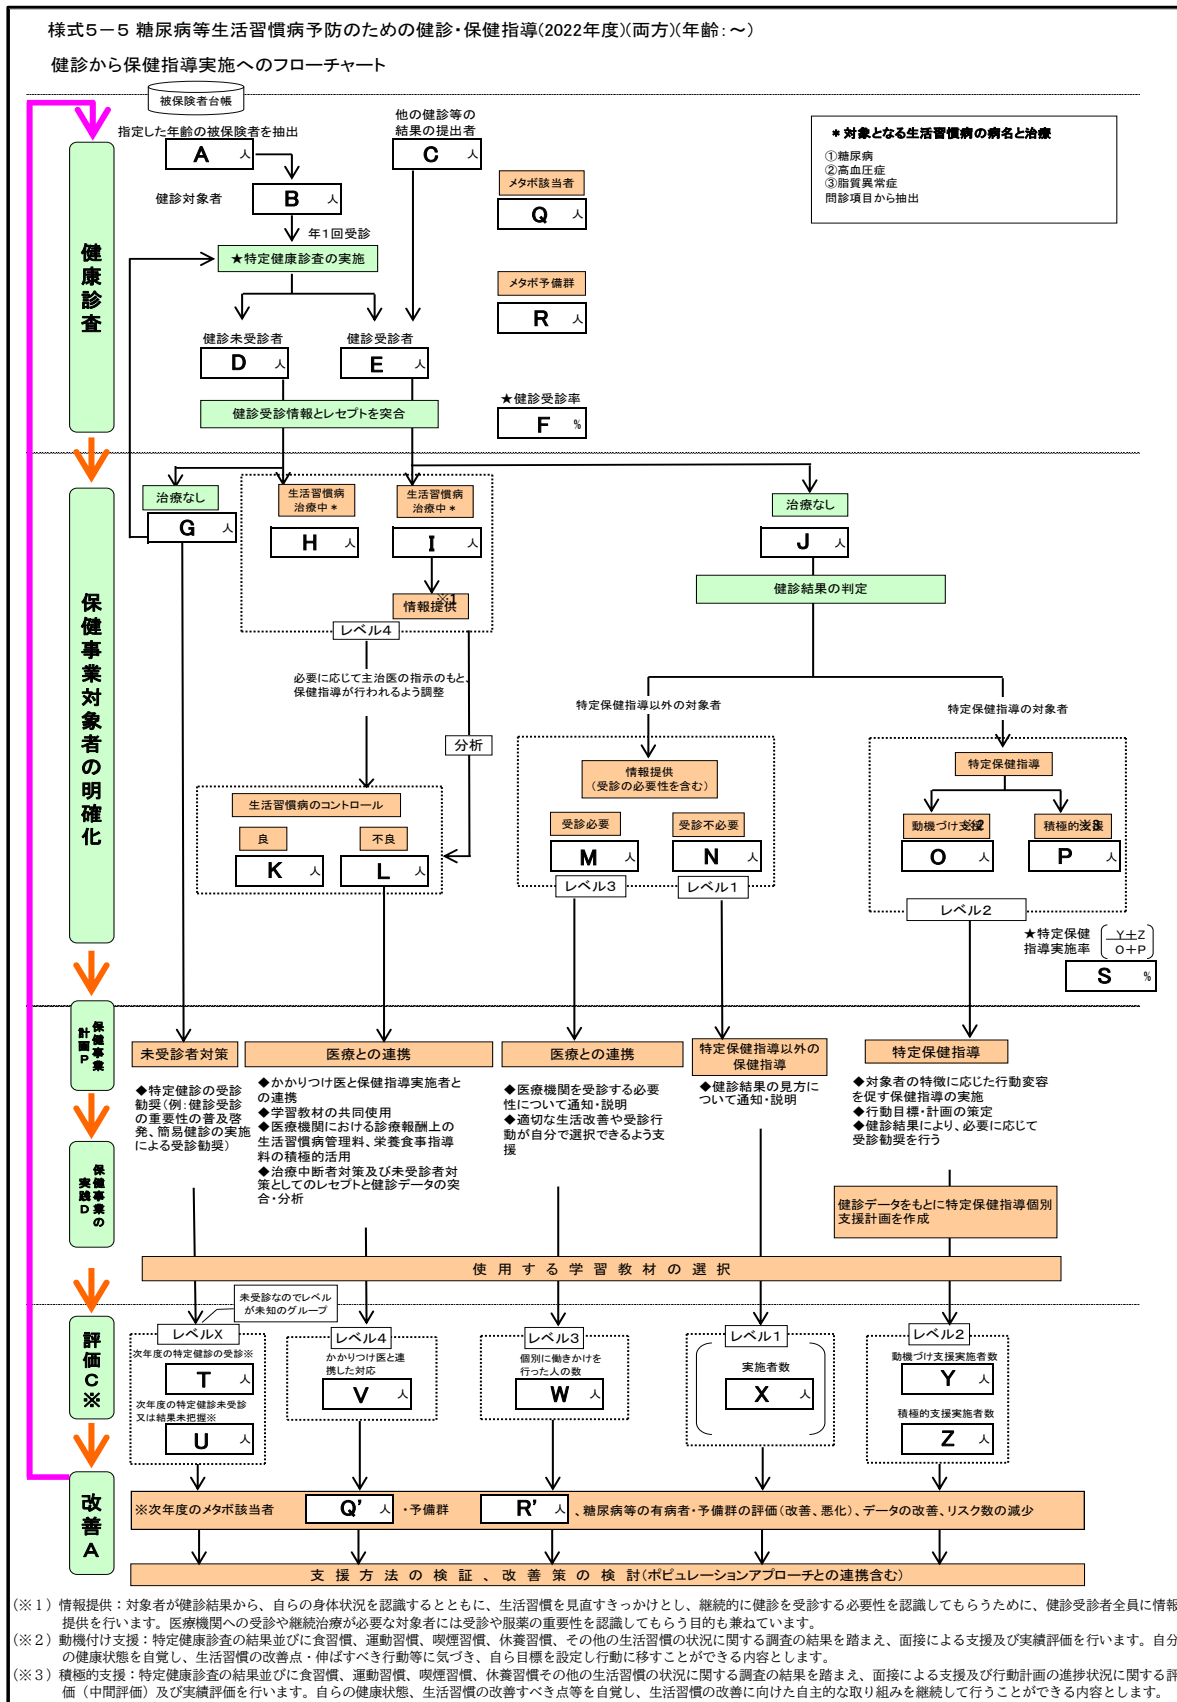 様式5－5 糖尿病等生活習慣病予防のための健診・保健指導(2022年度)(両方)(年齢：～)
健診から保健指導実施へのフローチャート
被保険者台帳
指定した年齢の被保険者を抽出
A 人
他の健診等の
結果の提出者
C 人
＊対象となる生活習慣病の病名と治療
①糖尿病
②高血圧症
③脂質異常症
問診項目から抽出
健診対象者
B 人
メタボ該当者
Q 人
年1回受診
★特定健康診査の実施
メタボ予備群
R 人
健康診査
健診未受診者
D 人
健診受診者
E 人
健診受診情報とレセプトを突合
★健診受診率
F %
治療なし
G 人
生活習慣病
治療中＊
H 人
生活習慣病
治療中＊
I 人
治療なし
J 人
※1
情報提供
レベル4
健診結果の判定
保健事業対象者の明確化
必要に応じて主治医の指示のもと、
保健指導が行われるよう調整
分析
特定保健指導以外の対象者
特定保健指導の対象者
情報提供
(受診の必要性を含む)
特定保健指導
生活習慣病のコントロール
良
K 人
不良
L 人
受診必要
M 人
受診不必要
N 人
動機づけ支援
※2
O 人
積極的支援
※3
P 人
レベル3
レベル1
レベル2
★特定保健
指導実施率
Y+Z
O+P
S %
保健事業
計画P
未受診者対策
医療との連携
医療との連携
特定保健指導以外の
保健指導
特定保健指導
◆特定健診の受診
勧奨(例：健診受診
の重要性の普及啓
発、簡易健診の実施
による受診勧奨)
◆かかりつけ医と保健指導実施者と
の連携
◆学習教材の共同使用
◆医療機関における診療報酬上の
生活習慣病管理料、栄養食事指導
料の積極的活用
◆治療中断者対策及び未受診者対
策としてのレセプトと健診データの突
合・分析
◆医療機関を受診する必要
性について通知・説明
◆適切な生活改善や受診行
動が自分で選択できるよう支
援
◆健診結果の見方に
ついて通知・説明
◆対象者の特徴に応じた行動変容
を促す保健指導の実施
◆行動目標・計画の策定
◆健診結果により、必要に応じて
受診勧奨を行う
保健事業の
実践D
健診データをもとに特定保健指導個別
支援計画を作成
使用する学習教材の選択
未受診なのでレベル
が未知のグループ
評価C※
レベルX
次年度の特定健診の受診※
T 人
次年度の特定健診未受診
又は結果未把握※
U 人
レベル4
かかりつけ医と連
携した対応
V 人
レベル3
個別に働きかけを
行った人の数
W 人
レベル1
実施者数
X 人
レベル2
動機づけ支援実施者数
Y 人
積極的支援実施者数
Z 人
改善A
※次年度のメタボ該当者 Q' 人 ・予備群 R' 人 、糖尿病等の有病者・予備群の評価(改善、悪化)、データの改善、リスク数の減少
支援方法の検証、改善策の検討(ポピュレーションアプローチとの連携含む)
(※1) 情報提供：対象者が健診結果から、自らの身体状況を認識するとともに、生活習慣を見直すきっかけとし、継続的に健診を受診する必要性を認識してもらうために、健診受診者全員に情報
提供を行います。医療機関への受診や継続治療が必要な対象者には受診や服薬の重要性を認識してもらう目的も兼ねています。
(※2) 動機付け支援：特定健康診査の結果並びに食習慣、運動習慣、喫煙習慣、休養習慣、その他の生活習慣の状況に関する調査の結果を踏まえ、面接による支援及び実績評価を行います。自分
の健康状態を自覚し、生活習慣の改善点・伸ばすべき行動等に気づき、自ら目標を設定し行動に移すことができる内容とします。
(※3) 積極的支援：特定健康診査の結果並びに食習慣、運動習慣、喫煙習慣、休養習慣その他の生活習慣の状況に関する調査の結果を踏まえ、面接による支援及び行動計画の進捗状況に関する評
価（中間評価）及び実績評価を行います。自らの健康状態、生活習慣の改善すべき点等を自覚し、生活習慣の改善に向けた自主的な取り組みを継続して行うことができる内容とします。